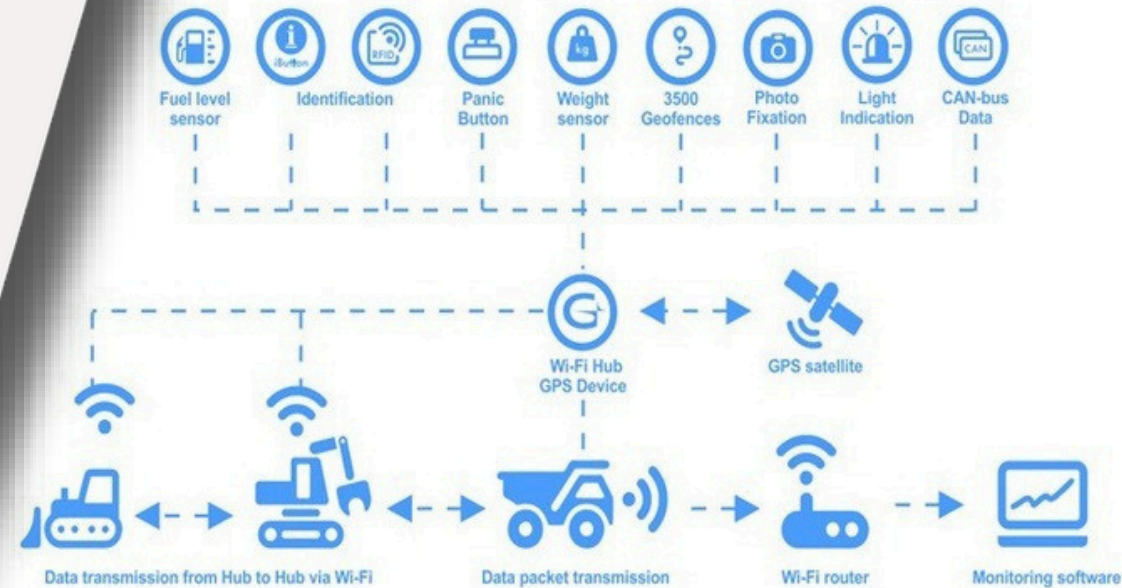 iButton
RFID
kg
CAN
Fuel level
sensor
Identification
Panic
Button
Weight
sensor
3500
Geofences
Photo
Fixation
Light
Indication
CAN-bus
Data
G
Wi-Fi Hub
GPS Device
GPS satellite
Data transmission from Hub to Hub via Wi-Fi
Data packet transmission
Wi-Fi router
Monitoring software